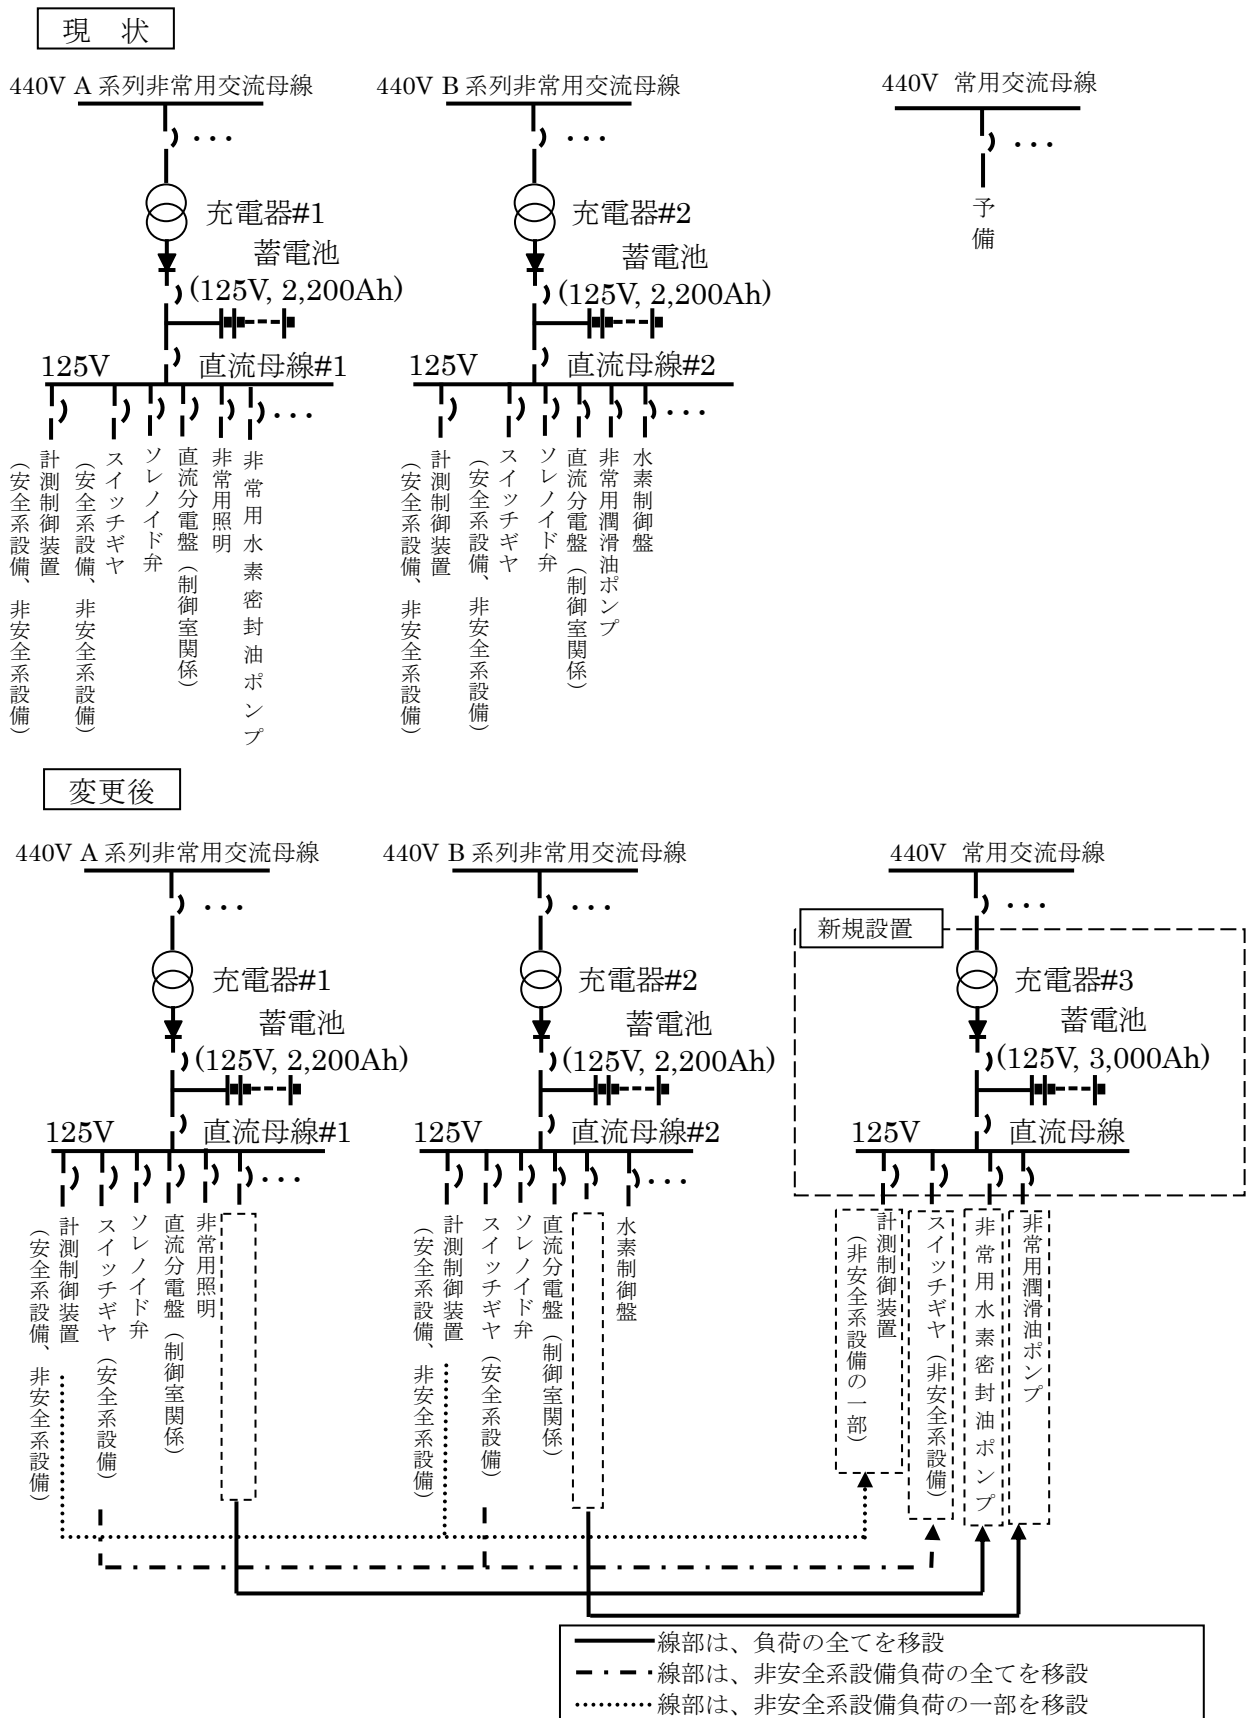 現　状
440V A 系列非常用交流母線
440V B 系列非常用交流母線
440V 常用交流母線
・・・
・・・
・・・
予備
充電器#1
充電器#2
蓄電池
(125V, 2,200Ah)
蓄電池
(125V, 2,200Ah)
125V
直流母線#1
125V
直流母線#2
・・・
・・・
計測制御装置
（安全系設備、非安全系設備）
スイッチギヤ
（安全系設備、非安全系設備）
ソレノイド弁
直流分電盤（制御室関係）
非常用照明
非常用水素密封油ポンプ
計測制御装置
（安全系設備、非安全系設備）
スイッチギヤ
（安全系設備、非安全系設備）
ソレノイド弁
直流分電盤（制御室関係）
非常用潤滑油ポンプ
水素制御盤
変更後
440V A 系列非常用交流母線
440V B 系列非常用交流母線
440V 常用交流母線
・・・
・・・
・・・
新規設置
充電器#1
充電器#2
充電器#3
蓄電池
(125V, 2,200Ah)
蓄電池
(125V, 2,200Ah)
蓄電池
(125V, 3,000Ah)
125V
直流母線#1
125V
直流母線#2
125V
直流母線
・・・
・・・
計測制御装置
（安全系設備、非安全系設備）
スイッチギヤ（安全系設備）
ソレノイド弁
直流分電盤（制御室関係）
非常用照明
計測制御装置
（安全系設備、非安全系設備）
スイッチギヤ（安全系設備）
ソレノイド弁
直流分電盤（制御室関係）
水素制御盤
計測制御装置
（非安全系設備の一部）
スイッチギヤ（非安全系設備）
非常用水素密封油ポンプ
非常用潤滑油ポンプ
線部は、負荷の全てを移設
線部は、非安全系設備負荷の全てを移設
線部は、非安全系設備負荷の一部を移設